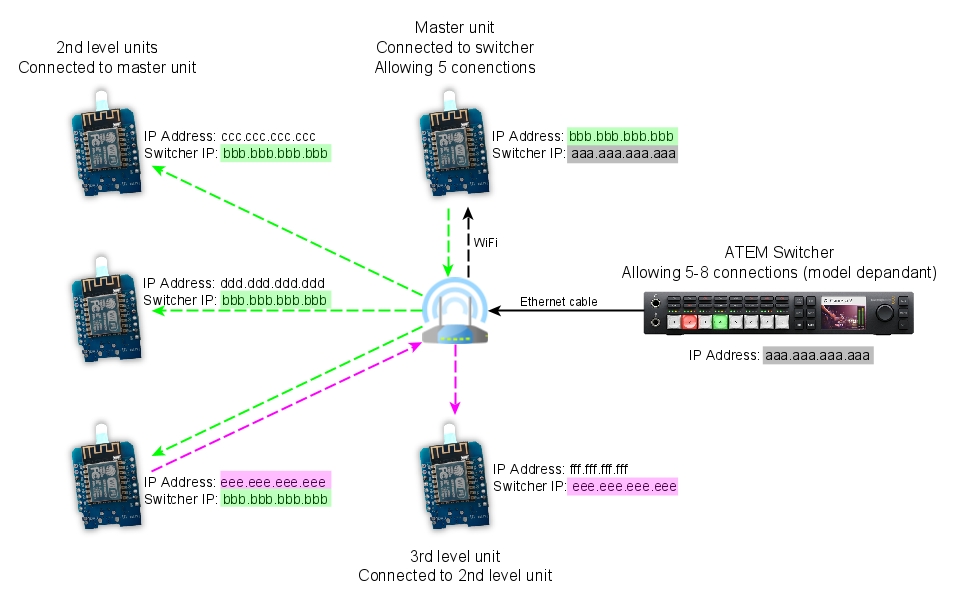 Master unit
Connected to switcher
Allowing 5 conenctions
2nd level units
Connected to master unit
IP Address: ccc.ccc.ccc.ccc
Switcher IP: bbb.bbb.bbb.bbb
IP Address: bbb.bbb.bbb.bbb
Switcher IP: aaa.aaa.aaa.aaa
WiFi
ATEM Switcher
Allowing 5-8 connections (model depandant)
IP Address: ddd.ddd.ddd.ddd
Switcher IP: bbb.bbb.bbb.bbb
Ethernet cable
IP Address: aaa.aaa.aaa.aaa
IP Address: eee.eee.eee.eee
Switcher IP: bbb.bbb.bbb.bbb
IP Address: fff.fff.fff.fff
Switcher IP: eee.eee.eee.eee
3rd level unit
Connected to 2nd level unit